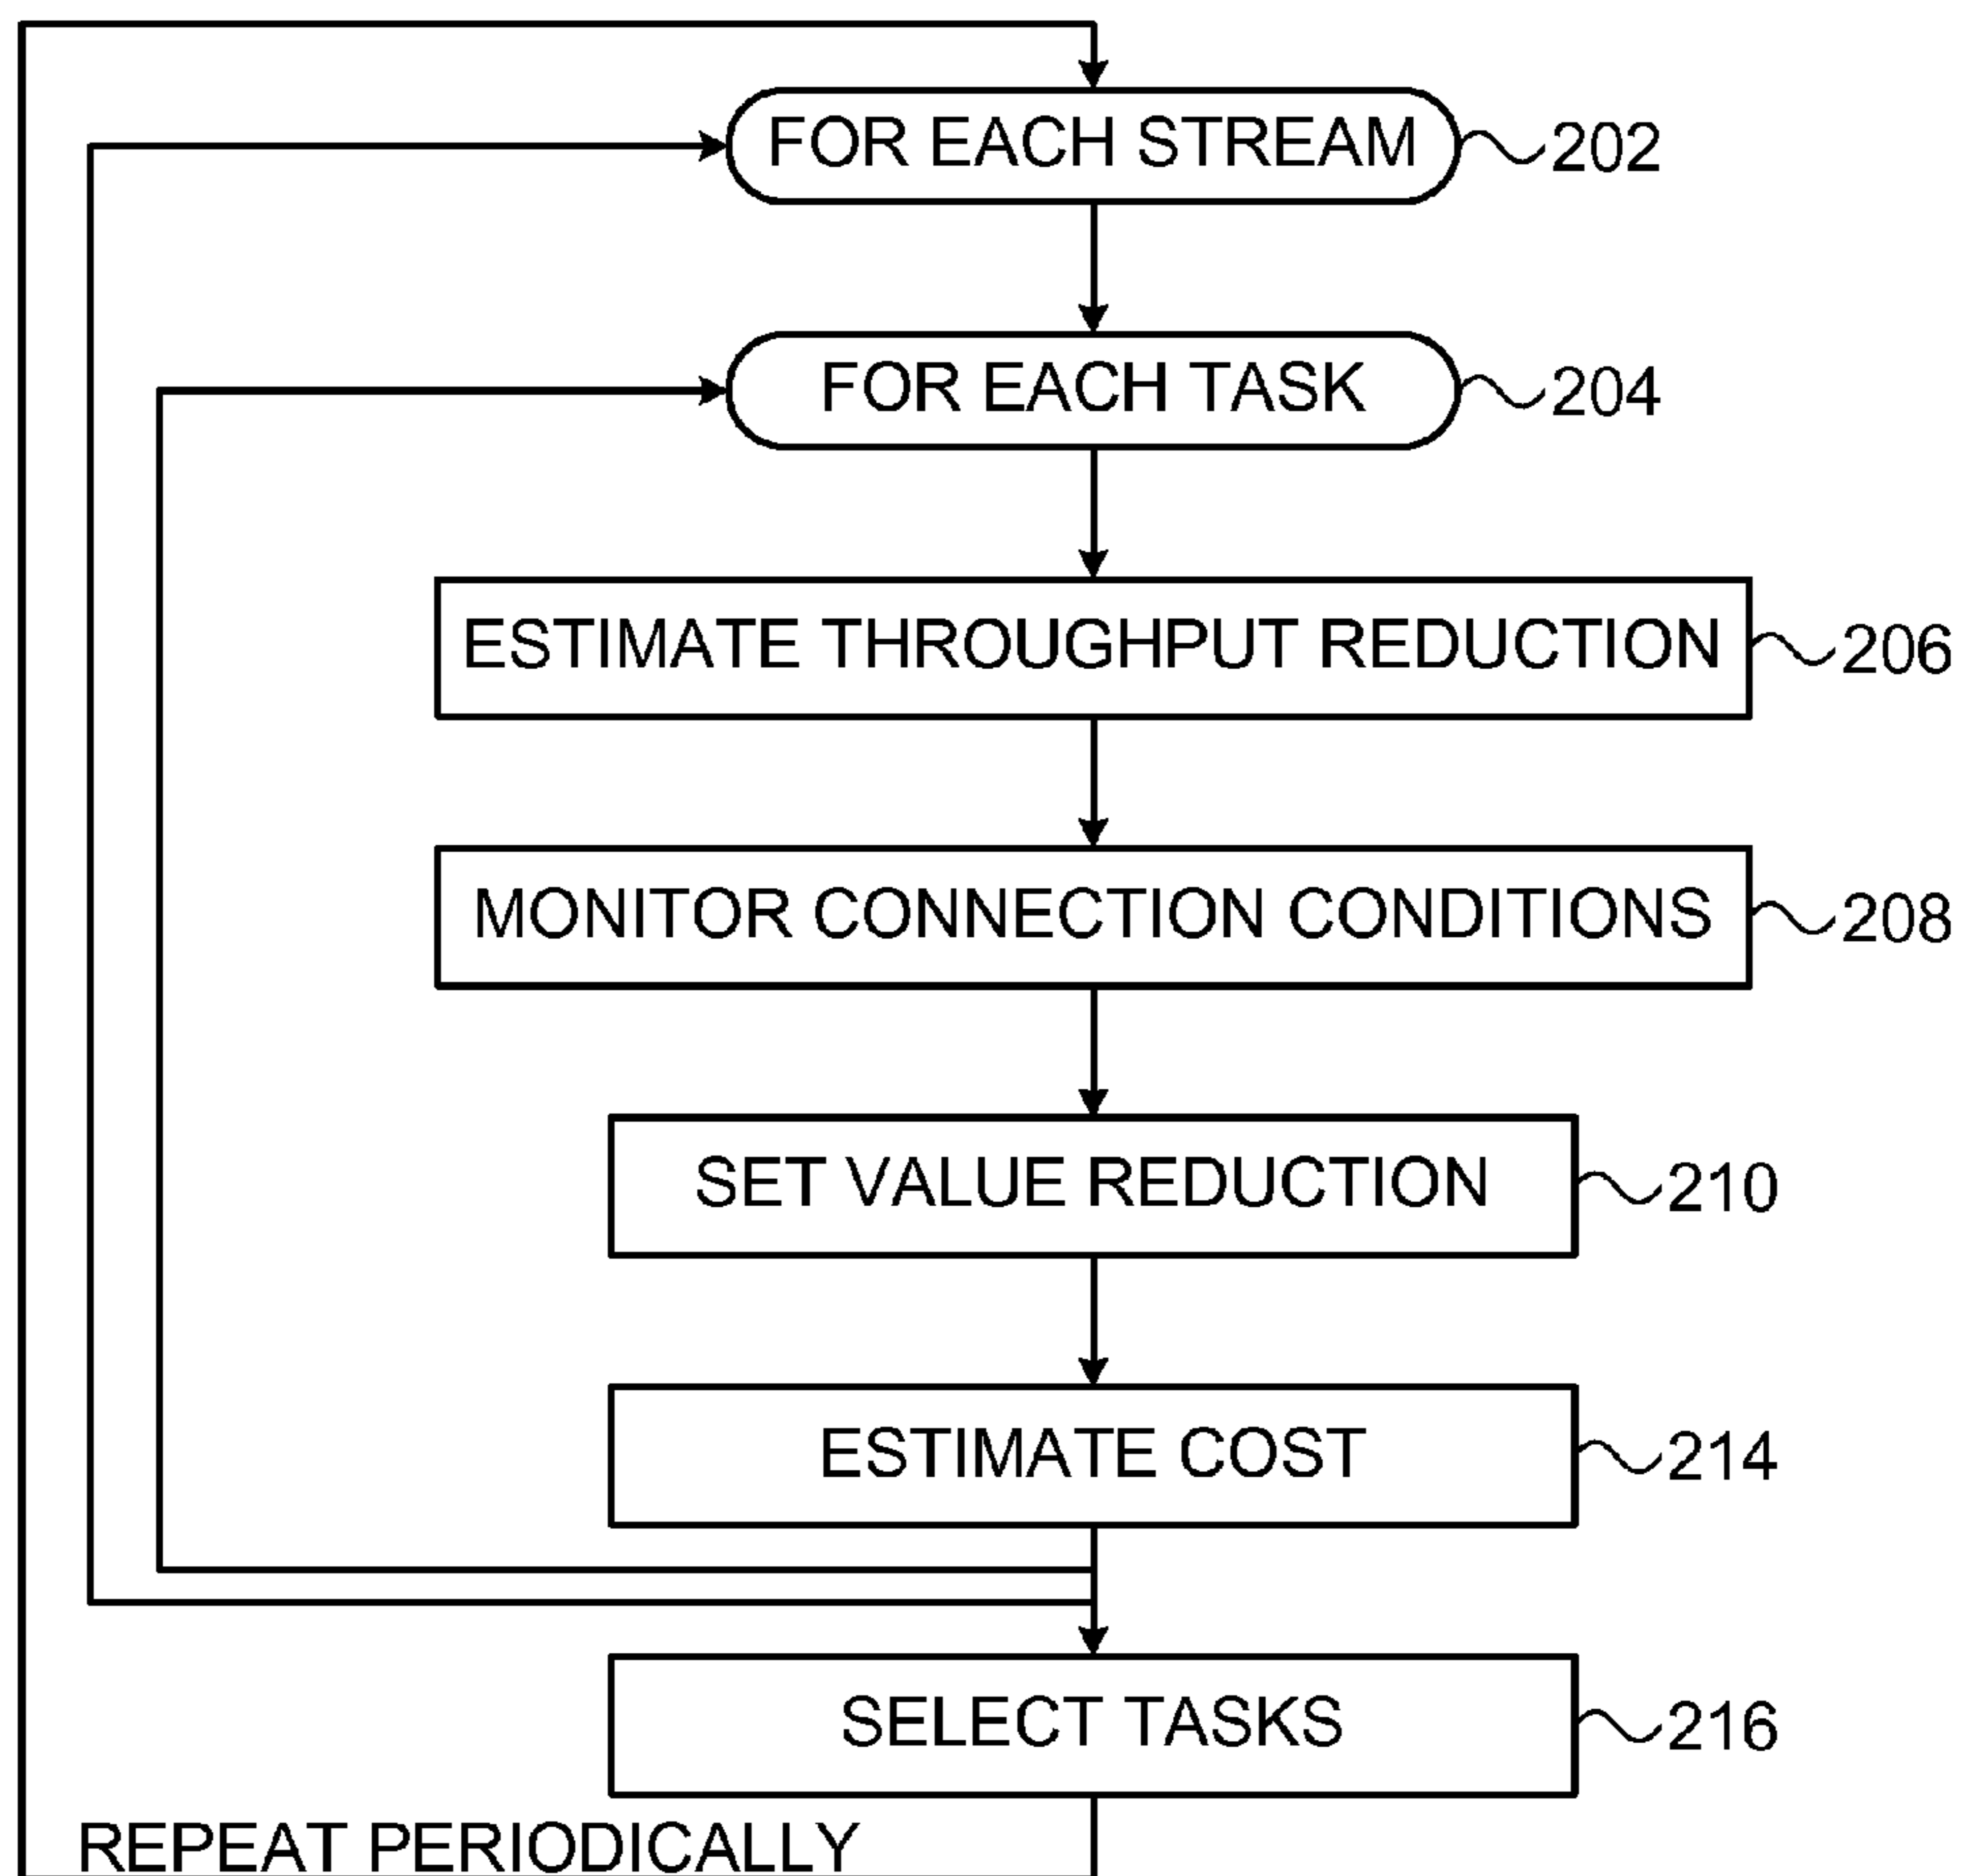 FOR EACH STREAM 202
FOR EACH TASK 204
ESTIMATE THROUGHPUT REDUCTION 206
MONITOR CONNECTION CONDITIONS 208
SET VALUE REDUCTION 210
ESTIMATE COST 214
SELECT TASKS 216
REPEAT PERIODICALLY